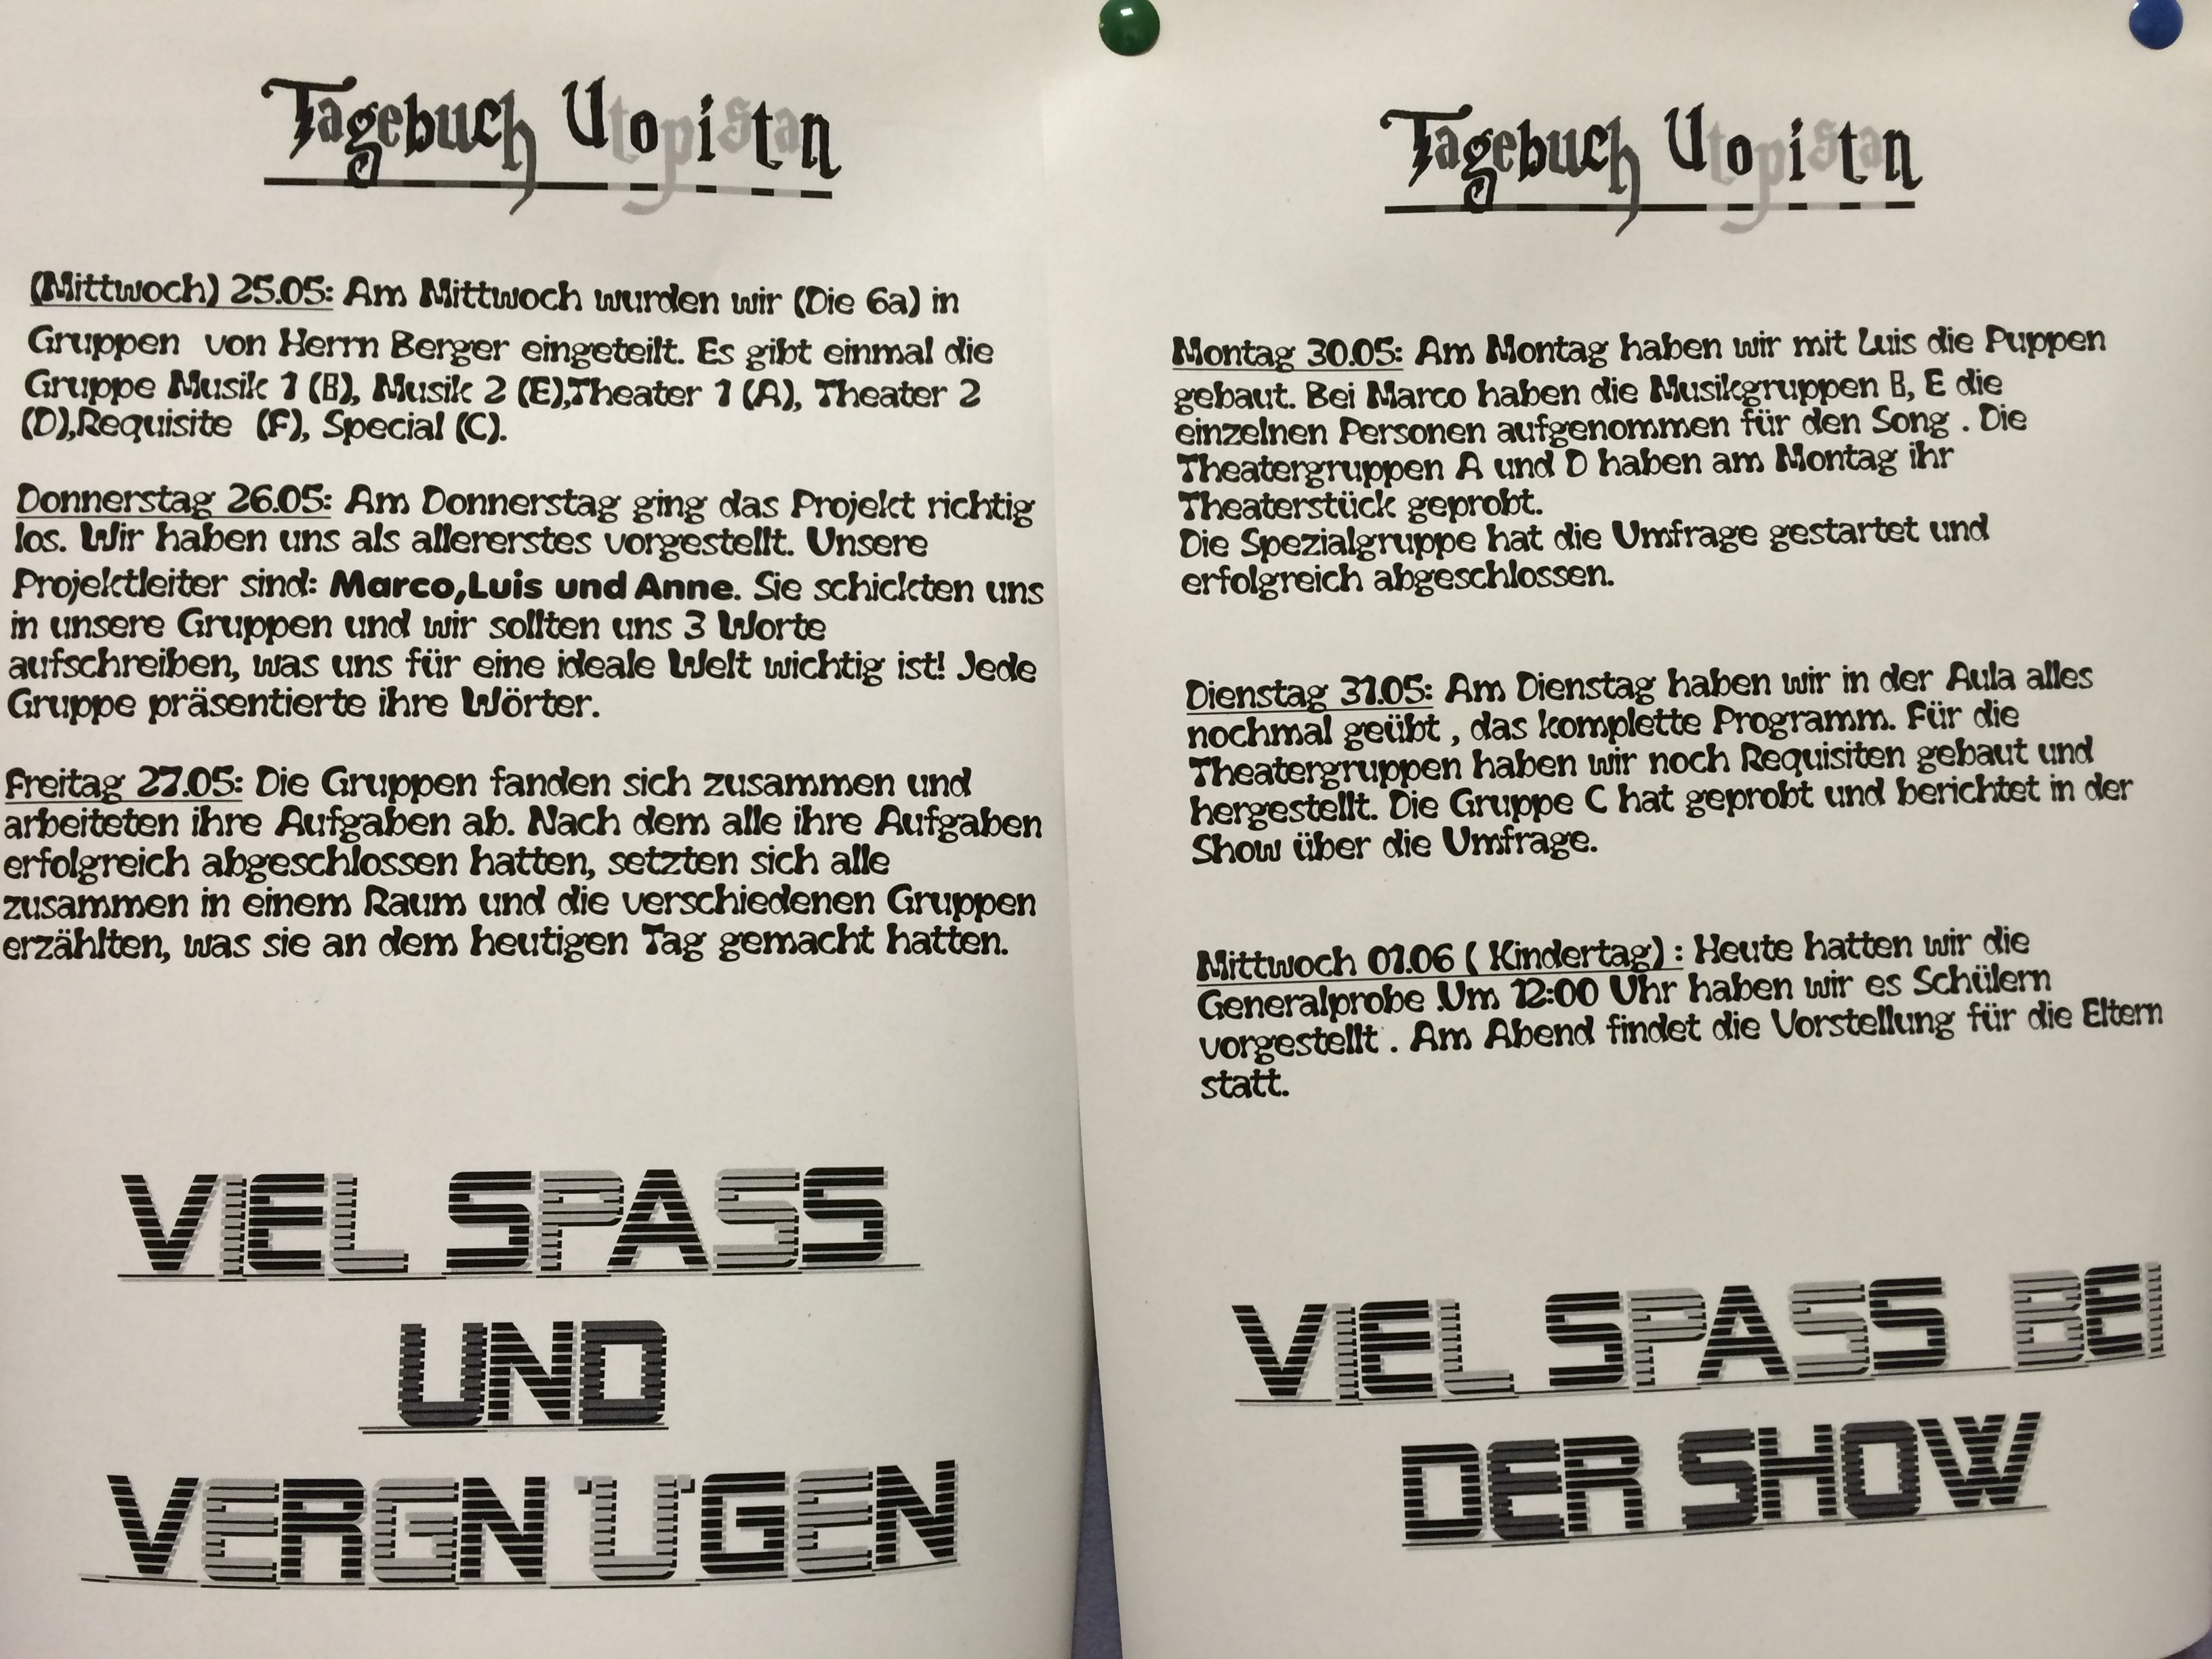 Tagebuch Utopistan
(Mittwoch) 25.05: Am Mittwoch wurden wir (Die 6a) in
Gruppen von Herrn Berger eingeteilt. Es gibt einmal die
Gruppe Musik 1 (B), Musik 2 (E),Theater 1 (A), Theater 2
(D),Requisite (F), Special (C).
Donnerstag 26.05: Am Donnerstag ging das Projekt richtig
los. Wir haben uns als allererstes vorgestellt. Unsere
Projektleiter sind: Marco,Luis und Anne. Sie schickten uns
in unsere Gruppen und wir sollten uns 3 Worte
aufschreiben, was uns für eine ideale Welt wichtig ist! Jede
Gruppe präsentierte ihre Wörter.
Freitag 27.05: Die Gruppen fanden sich zusammen und
arbeiteten ihre Aufgaben ab. Nach dem alle ihre Aufgaben
erfolgreich abgeschlossen hatten, setzten sich alle
zusammen in einem Raum und die verschiedenen Gruppen
erzählten, was sie an dem heutigen Tag gemacht hatten.
VIEL SPASS
UND
VERGNÜGEN
Tagebuch Utopistan
Montag 30.05: Am Montag haben wir mit Luis die Puppen
gebaut. Bei Marco haben die Musikgruppen B, E die
einzelnen Personen aufgenommen für den Song . Die
Theatergruppen A und D haben am Montag ihr
Theaterstück geprobt.
Die Spezialgruppe hat die Umfrage gestartet und
erfolgreich abgeschlossen.
Dienstag 31.05: Am Dienstag haben wir in der Aula alles
nochmal geübt , das komplette Programm. Für die
Theatergruppen haben wir noch Requisiten gebaut und
hergestellt. Die Gruppe C hat geprobt und berichtet in der
Show über die Umfrage.
Mittwoch 01.06 ( Kindertag) : Heute hatten wir die
Generalprobe .Um 12:00 Uhr haben wir es Schülern
vorgestellt . Am Abend findet die Vorstellung für die Eltern
statt.
VIEL SPASS BEI
DER SHOW